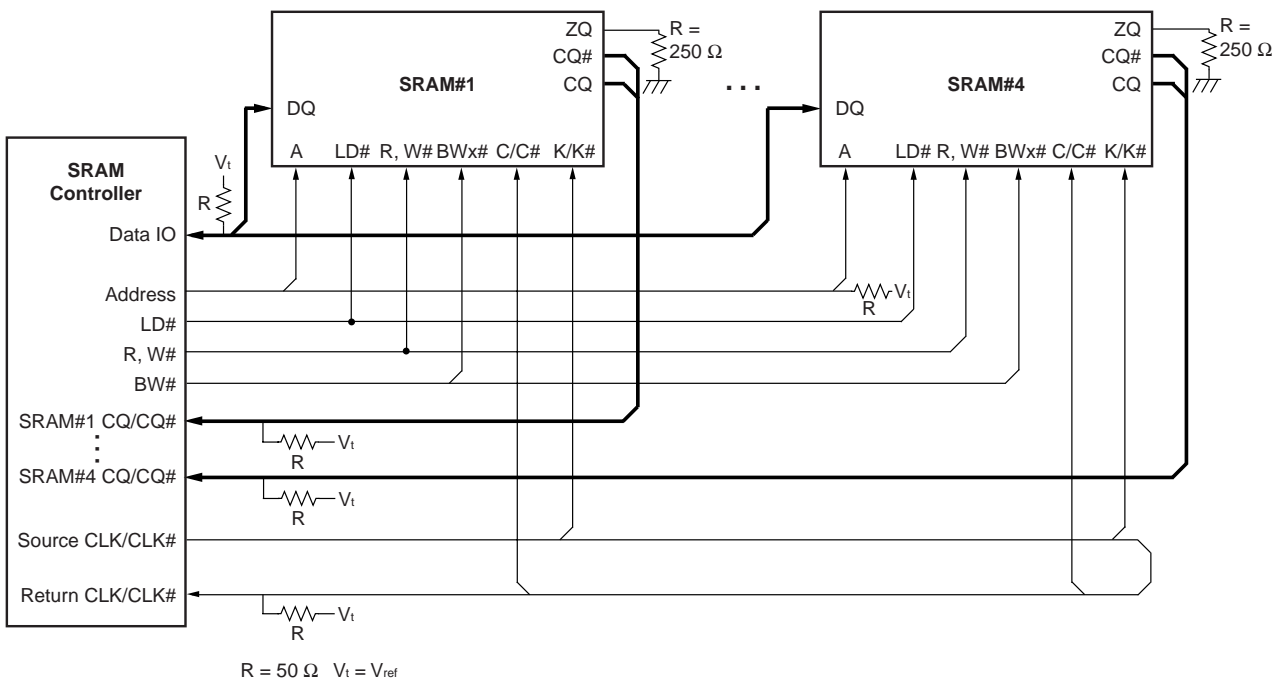 ZQ
CQ#
CQ
R =
250 Ω
SRAM#1
DQ
A LD# R, W# BWx# C/C# K/K#
. . .
ZQ
CQ#
CQ
R =
250 Ω
SRAM#4
DQ
A LD# R, W# BWx# C/C# K/K#
SRAM
Controller
Vt
R
Data IO
Address
R
Vt
LD#
R, W#
BW#
SRAM#1 CQ/CQ#
Vt
R
SRAM#4 CQ/CQ#
Vt
R
Source CLK/CLK#
Return CLK/CLK#
Vt
R
R = 50 Ω Vt = Vref